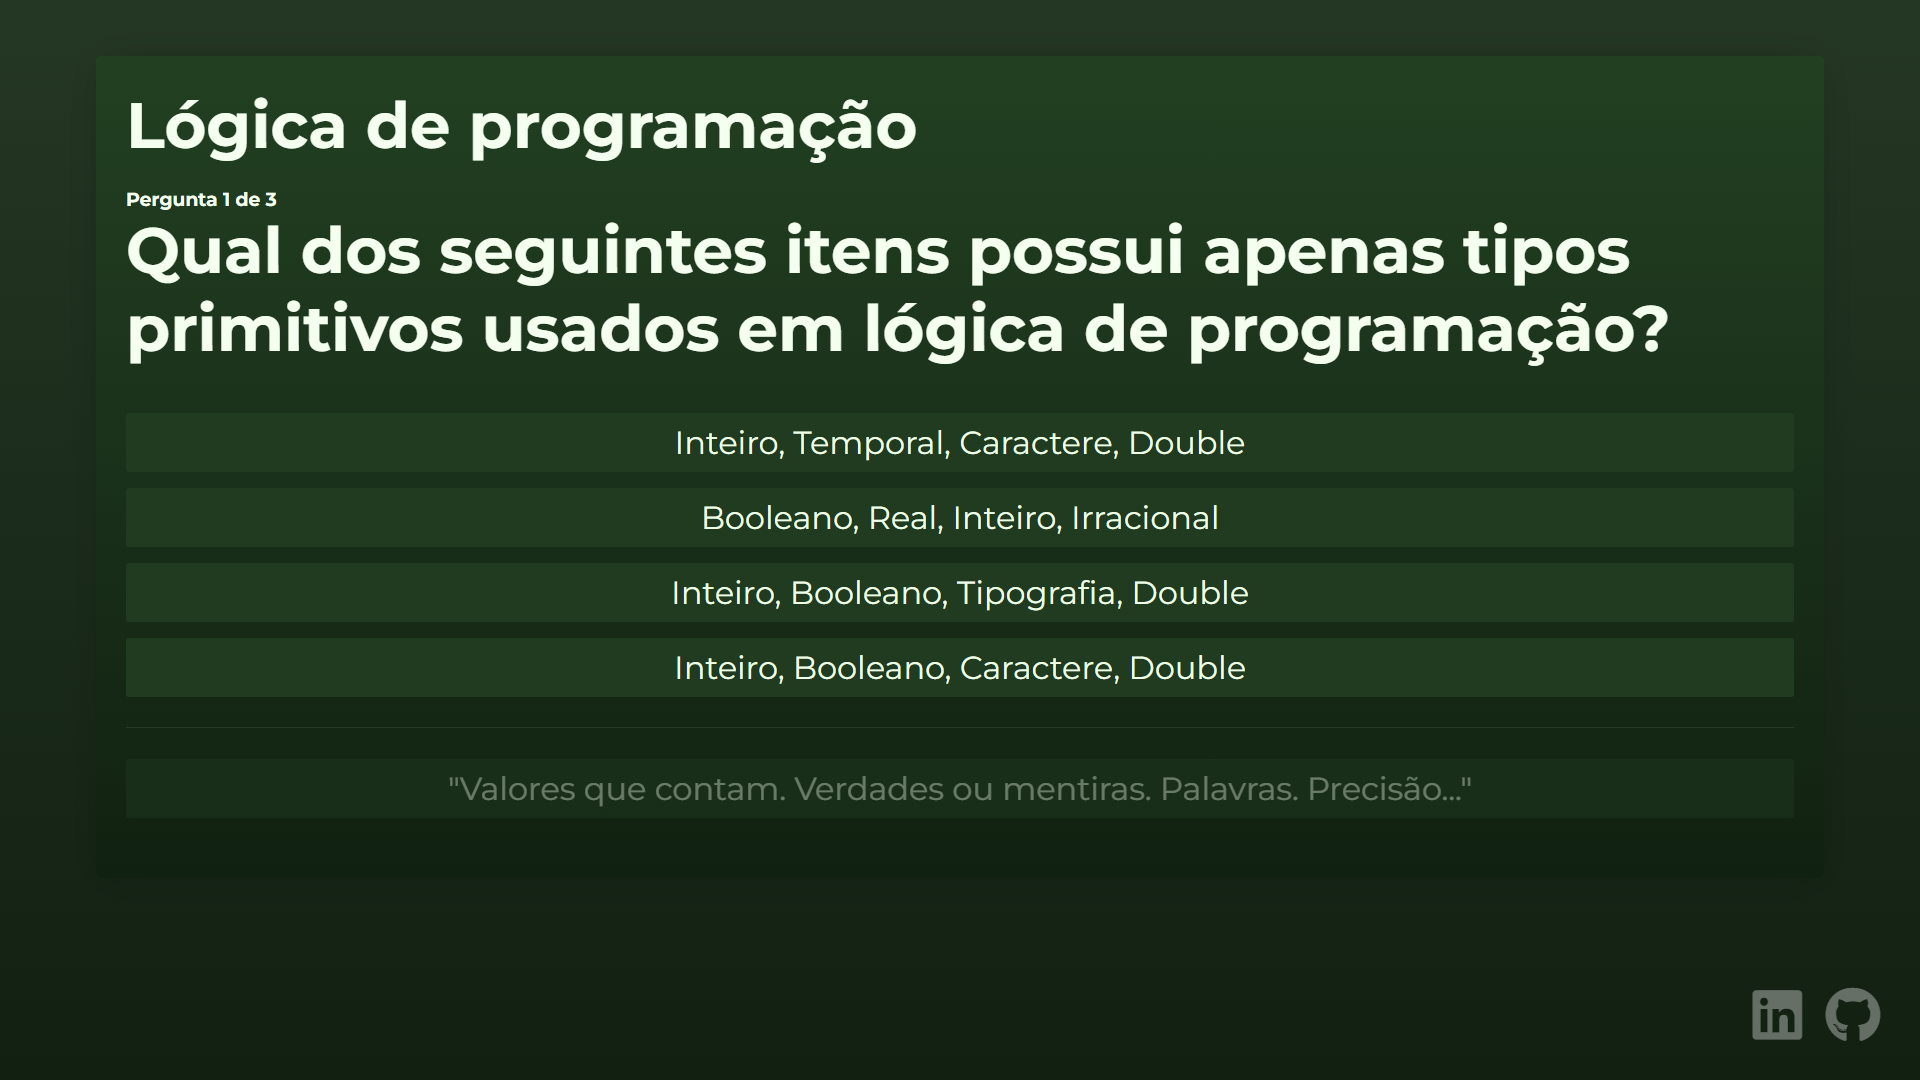 Lógica de programação
Pergunta 1 de 3
Qual dos seguintes itens possui apenas tipos
primitivos usados em lógica de programação?
Inteiro, Temporal, Caractere, Double
Booleano, Real, Inteiro, Irracional
Inteiro, Booleano, Tipografia, Double
Inteiro, Booleano, Caractere, Double
"Valores que contam. Verdades ou mentiras. Palavras. Precisão..."
in